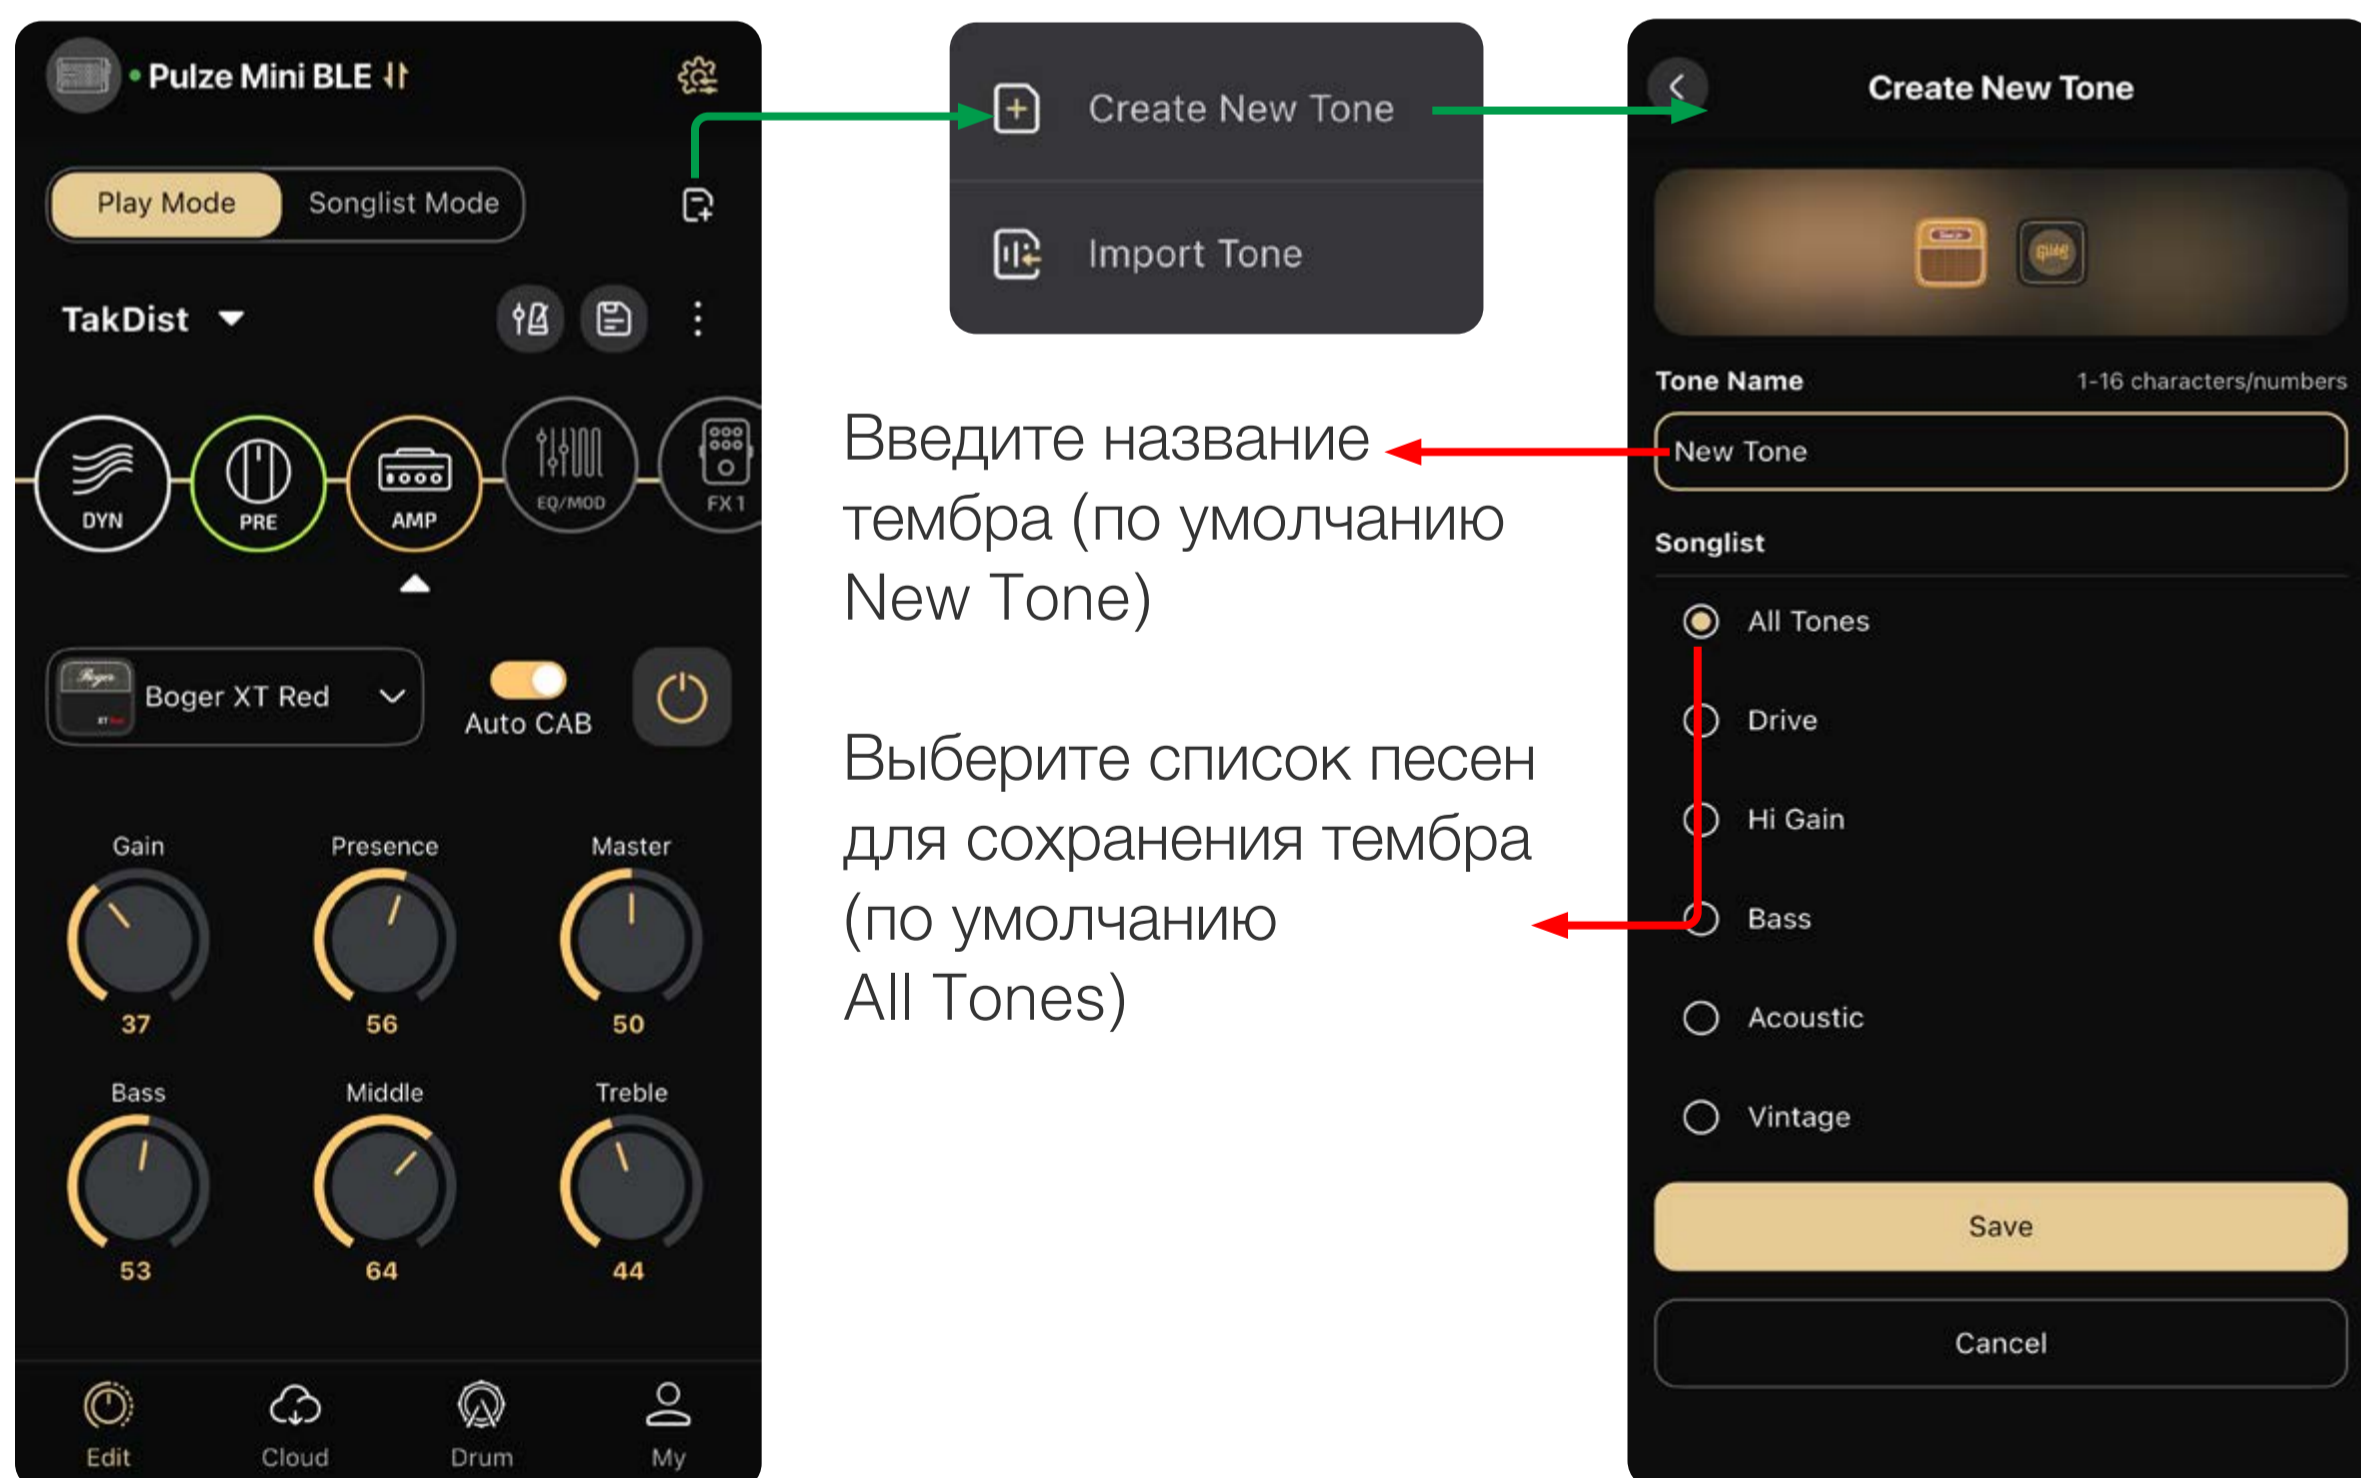 Pulze Mini BLE
Play Mode
Songlist Mode
TakDist
DYN
PRE
AMP
EQ/MOD
FX 1
Boger
XT Red
Boger XT Red
Auto CAB
Gain
Presence
Master
37
56
50
Bass
Middle
Treble
53
64
44
Edit
Cloud
Drum
My
Create New Tone
Import Tone
Введите название
тембра (по умолчанию
New Tone)
Выберите список песен
для сохранения тембра
(по умолчанию
All Tones)
Create New Tone
Tone Name
1-16 characters/numbers
New Tone
Songlist
All Tones
Drive
Hi Gain
Bass
Acoustic
Vintage
Save
Cancel